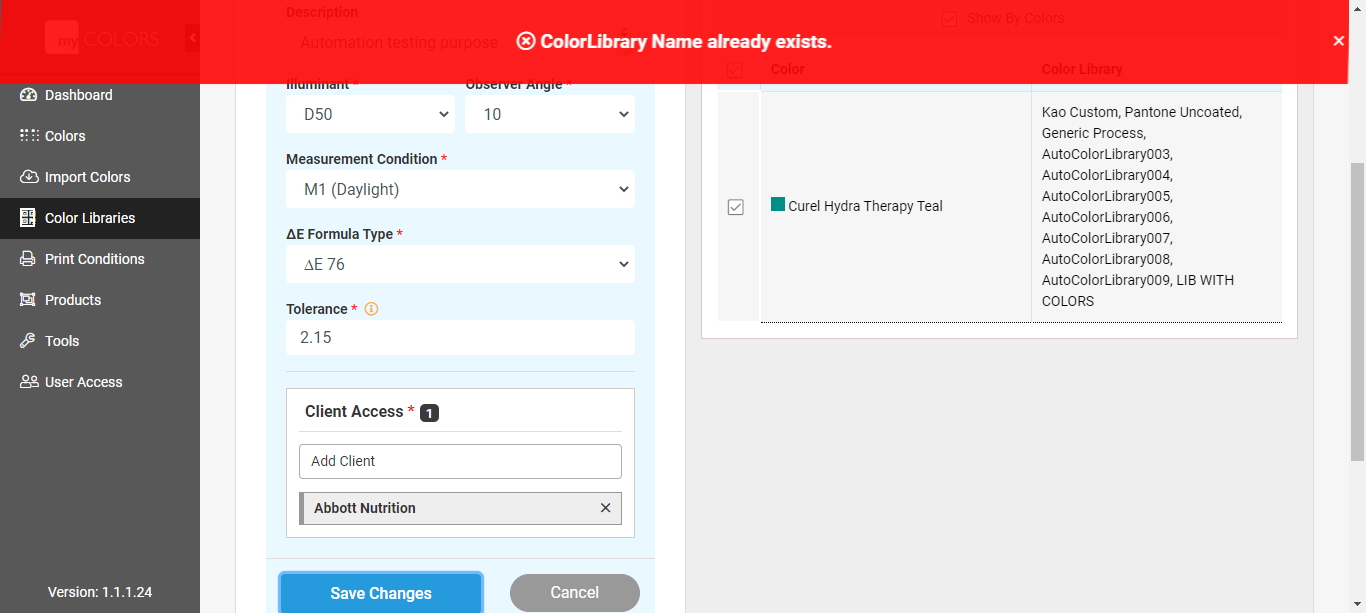 my COLORS
Dashboard
Colors
Import Colors
Color Libraries
Print Conditions
Products
Tools
User Access
Version: 1.1.1.24
ColorLibrary Name already exists.
Description
Automation testing purpose
Illuminant *
Observer Angle *
D50
10
Measurement Condition *
M1 (Daylight)
ΔE Formula Type *
ΔE 76
Tolerance *
2.15
Client Access * 1
Add Client
Abbott Nutrition
Save Changes
Cancel
Show By Colors
Color
Color Library
Curel Hydra Therapy Teal
Kao Custom, Pantone Uncoated,
Generic Process,
AutoColorLibrary003,
AutoColorLibrary004,
AutoColorLibrary005,
AutoColorLibrary006,
AutoColorLibrary007,
AutoColorLibrary008,
AutoColorLibrary009, LIB WITH
COLORS